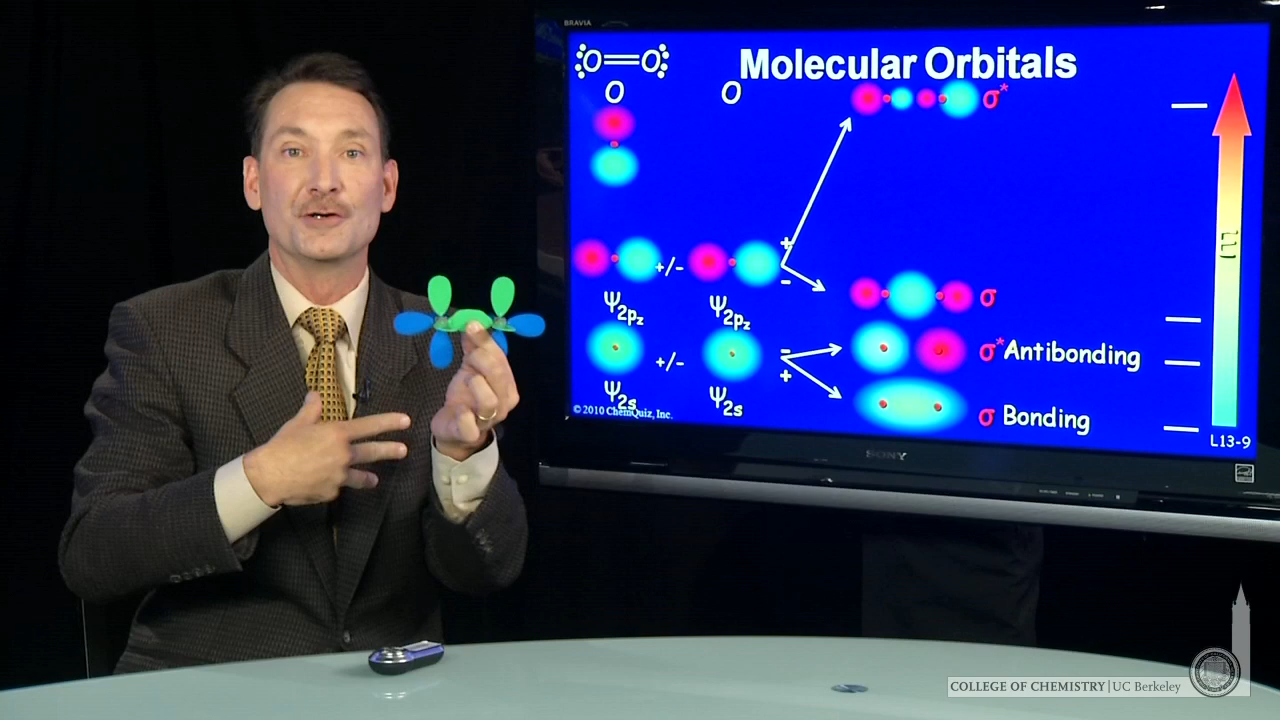 BRAVIA
:O=O:
Molecular Orbitals
O O
σ*
+/- + -
σ
Ψ2pz Ψ2pz
σ* Antibonding
+/- - +
Ψ2s Ψ2s
σ Bonding
E
© 2010 ChemQuiz, Inc.
L13-9
SONY
COLLEGE OF CHEMISTRY | UC Berkeley